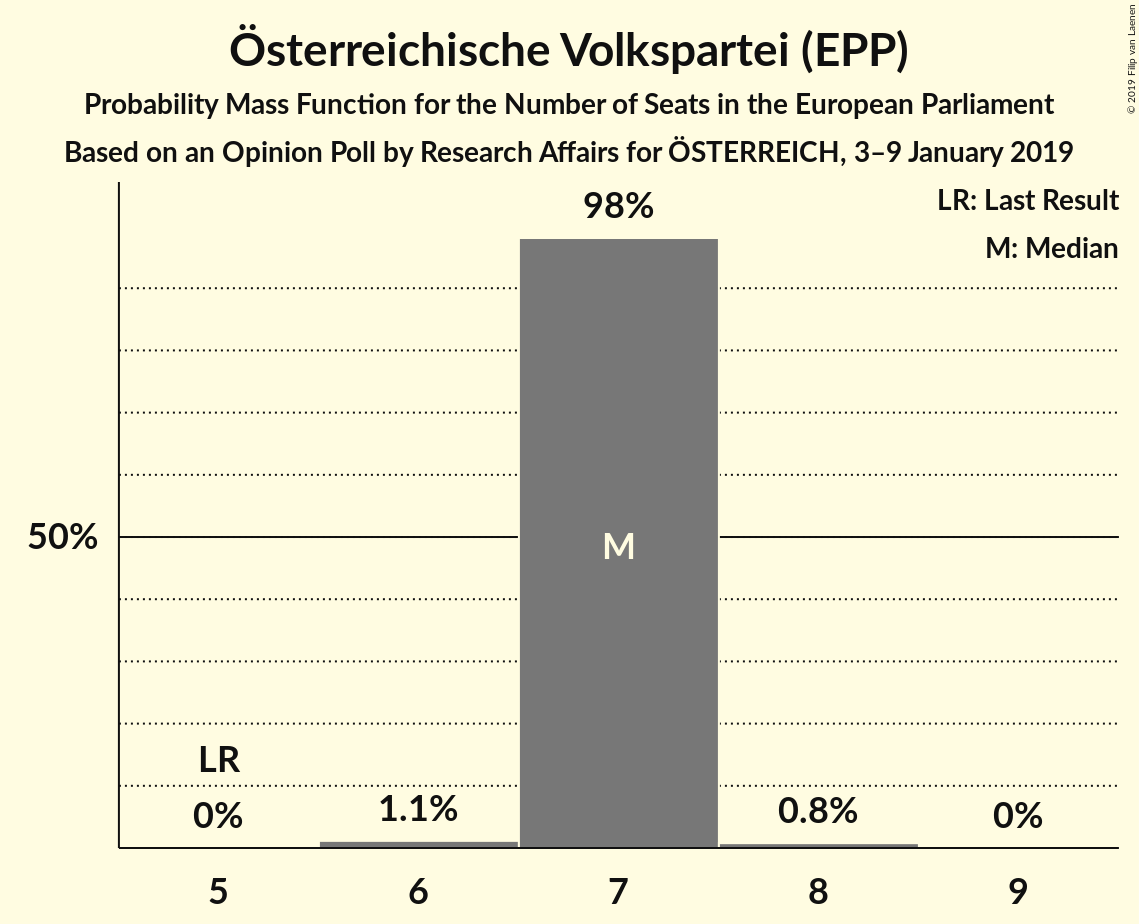 Österreichische Volkspartei (EPP)
Probability Mass Function for the Number of Seats in the European Parliament
Based on an Opinion Poll by Research Affairs for ÖSTERREICH, 3–9 January 2019
© 2019 Filip van Laenen
LR: Last Result
M: Median
98%
50%
M
LR
0%
1.1%
0.8%
0%
5 6 7 8 9